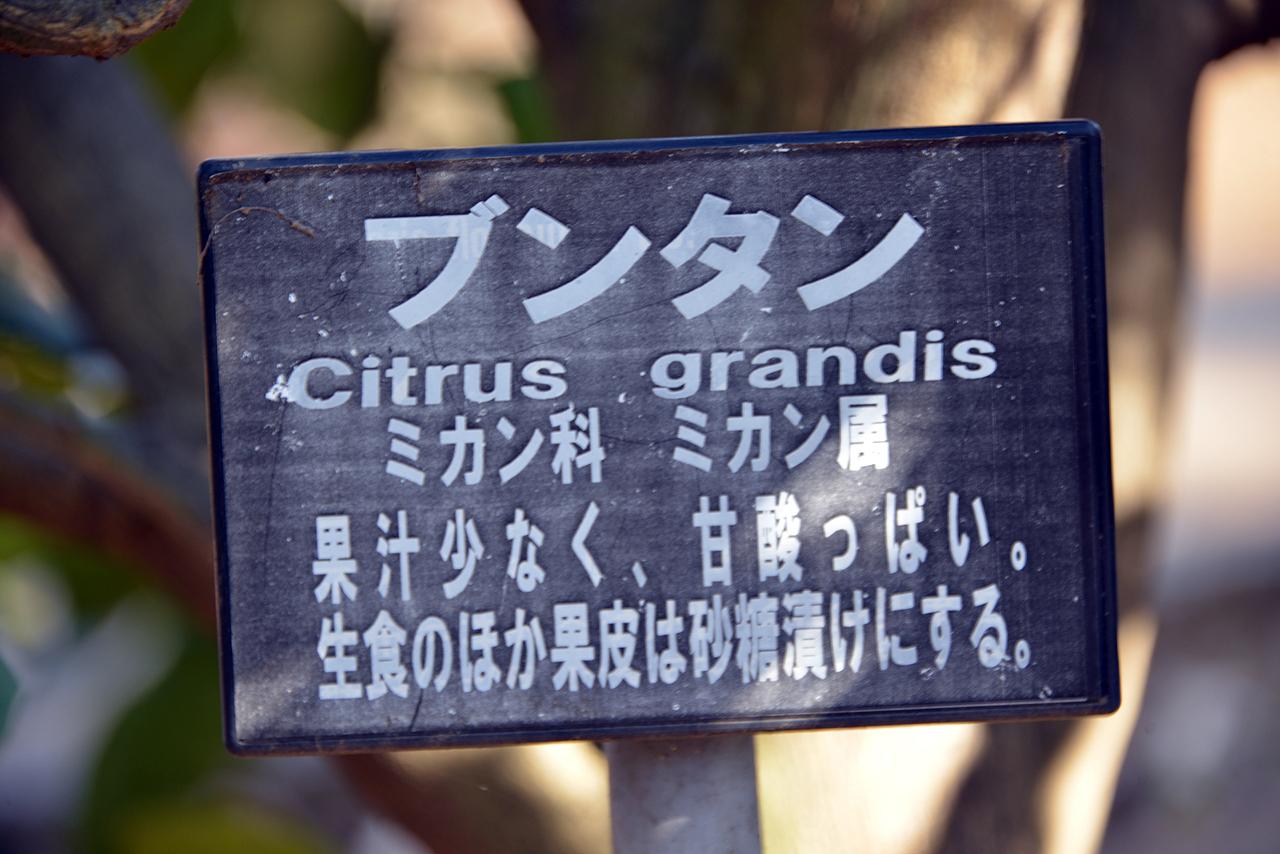 ブンタン
Citrus grandis
ミカン科 ミカン属
果汁少なく、甘酸っぱい。
生食のほか果皮は砂糖漬けにする。